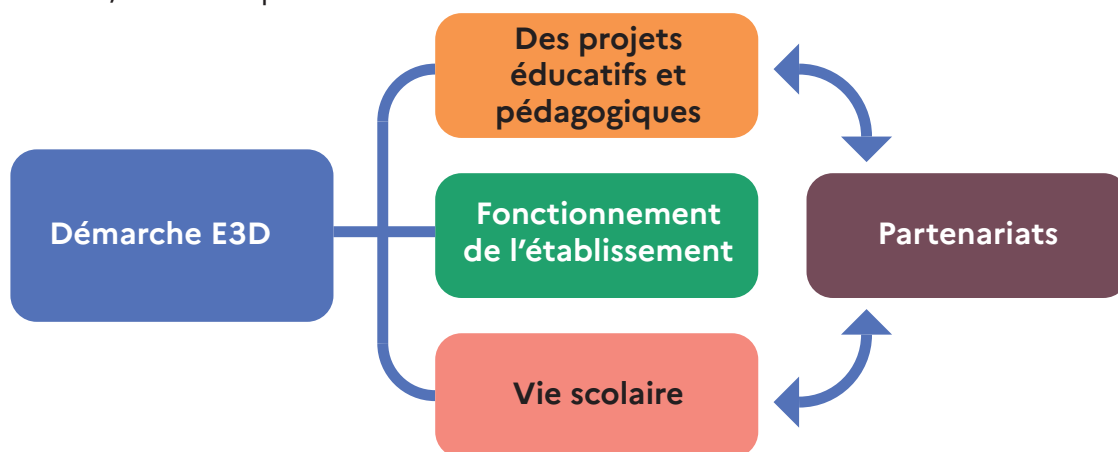 Des projets
éducatifs et
pédagogiques
Démarche E3D
Fonctionnement
de l'établissement
Partenariats
Vie scolaire